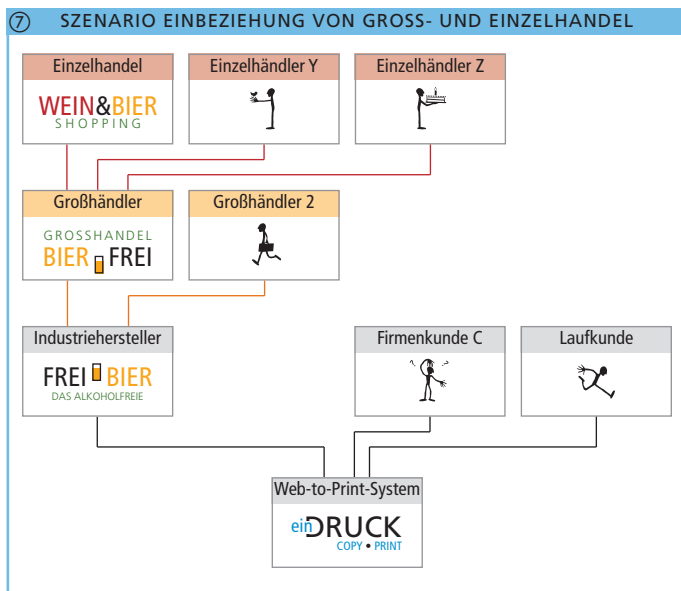 ⑦ SZENARIO EINBEZIEHUNG VON GROSS- UND EINZELHANDEL
Einzelhandel
WEIN&BIER
SHOPPING
Einzelhändler Y
Einzelhändler Z
Großhändler
GROSSHANDEL
BIER FREI
Großhändler 2
Industriehersteller
FREI BIER
DAS ALKOHOLFREIE
Firmenkunde C
? ?
Laufkunde
Web-to-Print-System
einDRUCK
COPY • PRINT